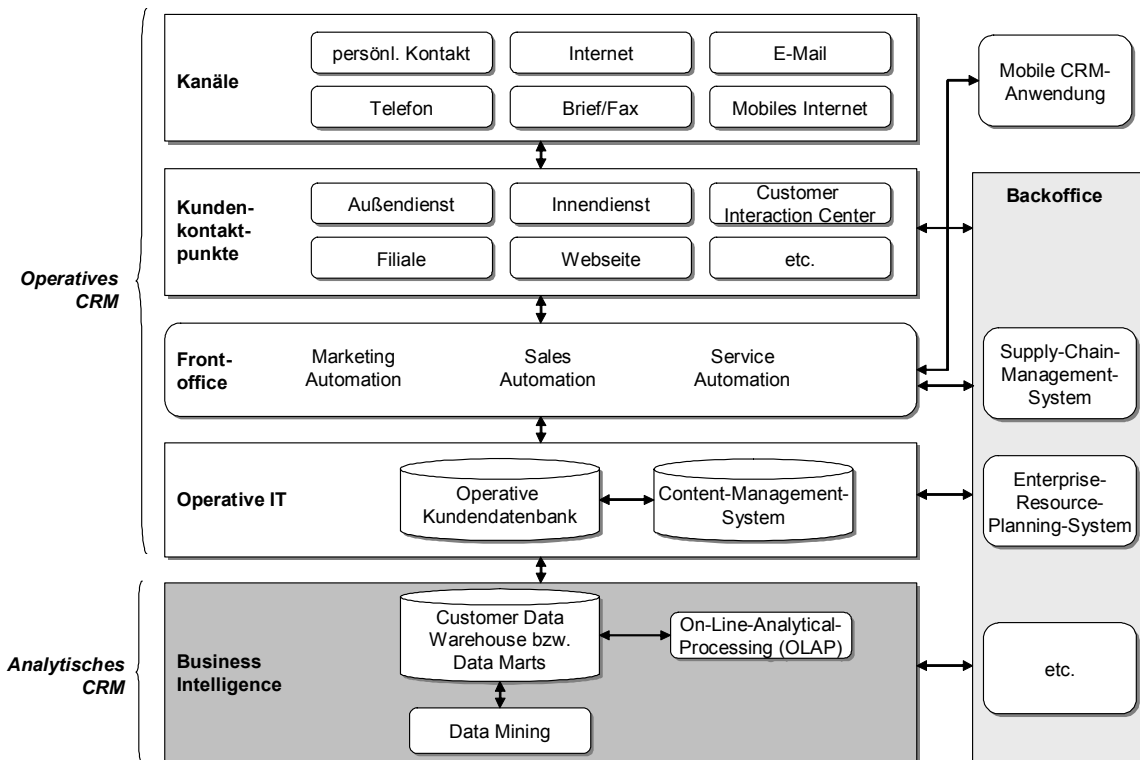 persönl. Kontakt
Internet
E-Mail
Kanäle
Telefon
Brief/Fax
Mobiles Internet
Mobile CRM-
Anwendung
Kunden-
kontakt-
punkte
Außendienst
Innendienst
Customer
Interaction Center
Filiale
Webseite
etc.
Backoffice
Operatives
CRM
Front-
office
Marketing
Automation
Sales
Automation
Service
Automation
Supply-Chain-
Management-
System
Operative IT
Operative
Kundendatenbank
Content-Management-
System
Enterprise-
Resource-
Planning-System
Analytisches
CRM
Business
Intelligence
Customer Data
Warehouse bzw.
Data Marts
On-Line-Analytical-
Processing (OLAP)
Data Mining
etc.